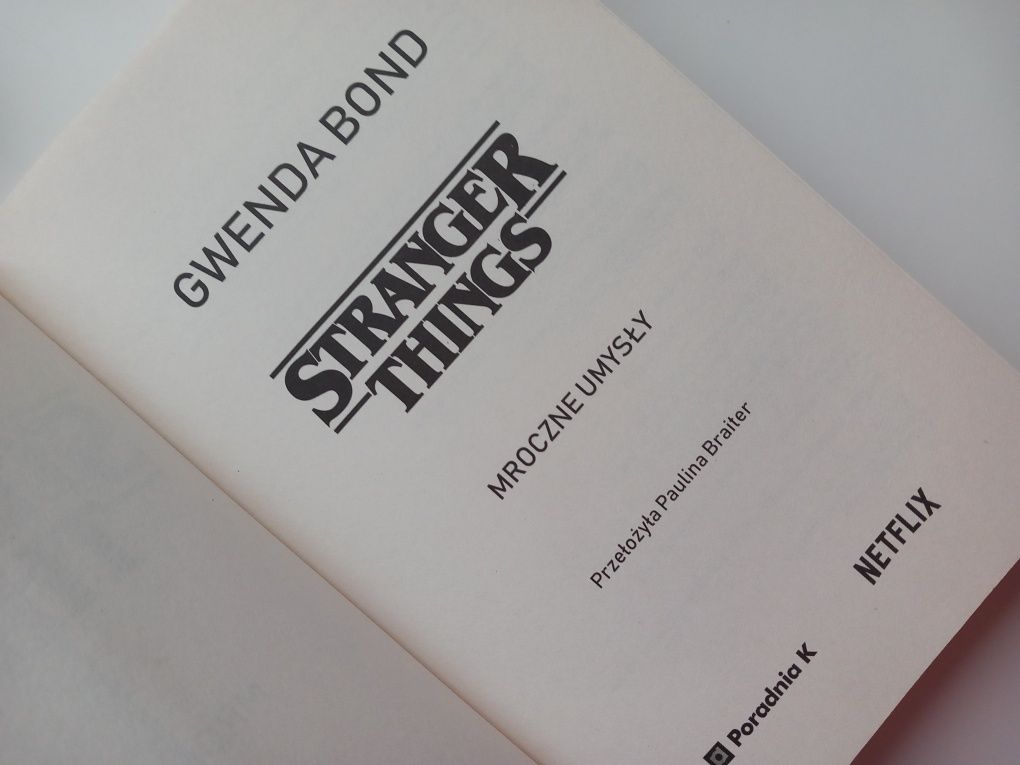 GWENDA BOND
STRANGER
THINGS
MROCZNE UMYSŁY
Przełożyła Paulina Braiter
NETFLIX
Poradnia K